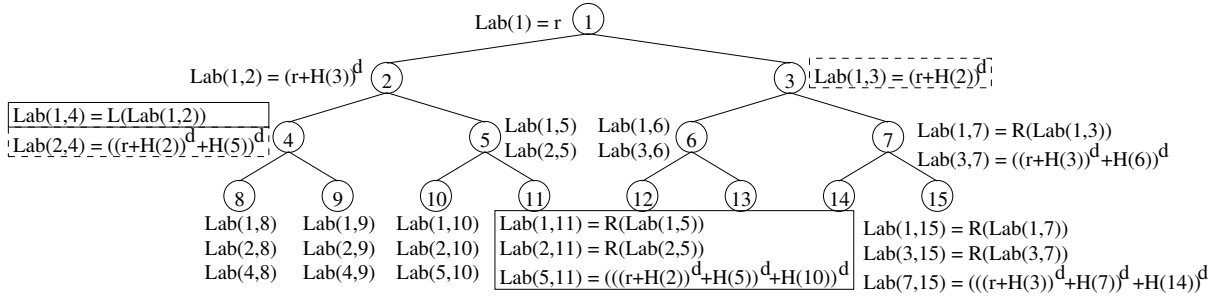 Lab(1) = r
1
Lab(1,2) = (r+H(3))^d
2
3
Lab(1,3) = (r+H(2))^d
Lab(1,4) = L(Lab(1,2))
Lab(2,4) = ((r+H(2))^d+H(5))^d
4
5
Lab(1,5)
Lab(2,5)
Lab(1,6)
Lab(3,6)
6
7
Lab(1,7) = R(Lab(1,3))
Lab(3,7) = ((r+H(3))^d+H(6))^d
8 9 10 11 12 13 14 15
Lab(1,8)
Lab(2,8)
Lab(4,8)
Lab(1,9)
Lab(2,9)
Lab(4,9)
Lab(1,10)
Lab(2,10)
Lab(5,10)
Lab(1,11) = R(Lab(1,5))
Lab(2,11) = R(Lab(2,5))
Lab(5,11) = (((r+H(2))^d+H(5))^d+H(10))^d
Lab(1,15) = R(Lab(1,7))
Lab(3,15) = R(Lab(3,7))
Lab(7,15) = (((r+H(3))^d+H(7))^d+H(14))^d